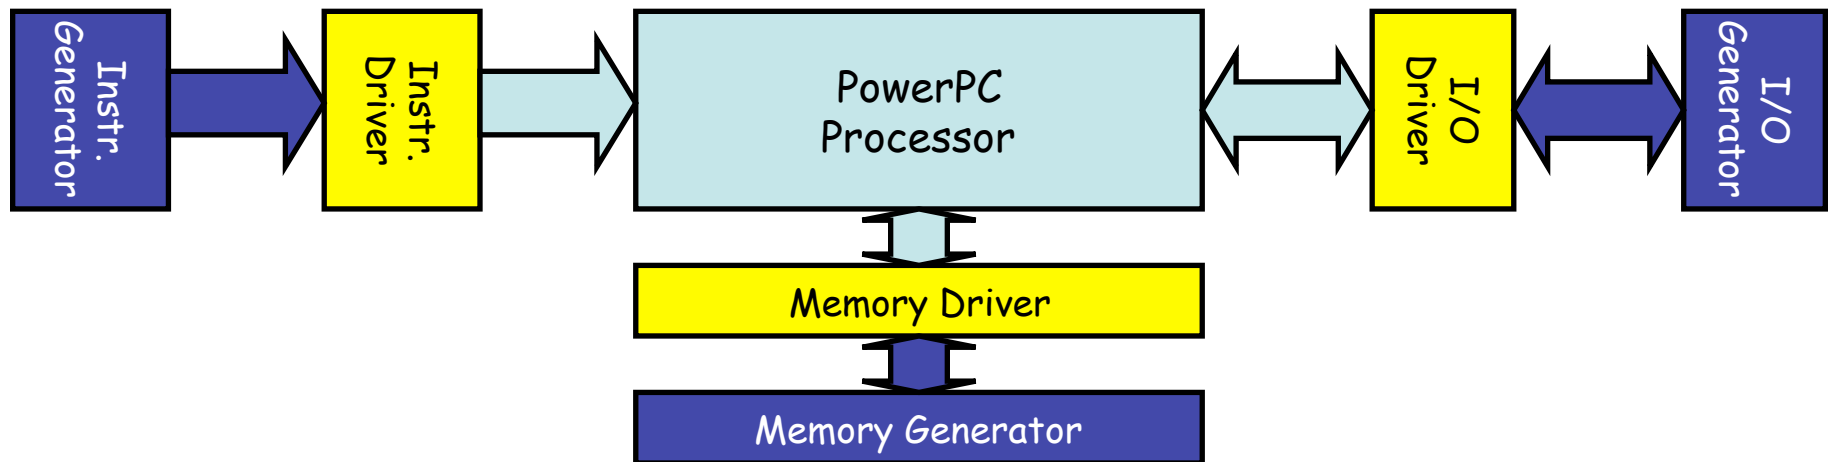 Instr.
Generator
Instr.
Driver
PowerPC
Processor
I/O
Driver
I/O
Generator
Memory Driver
Memory Generator